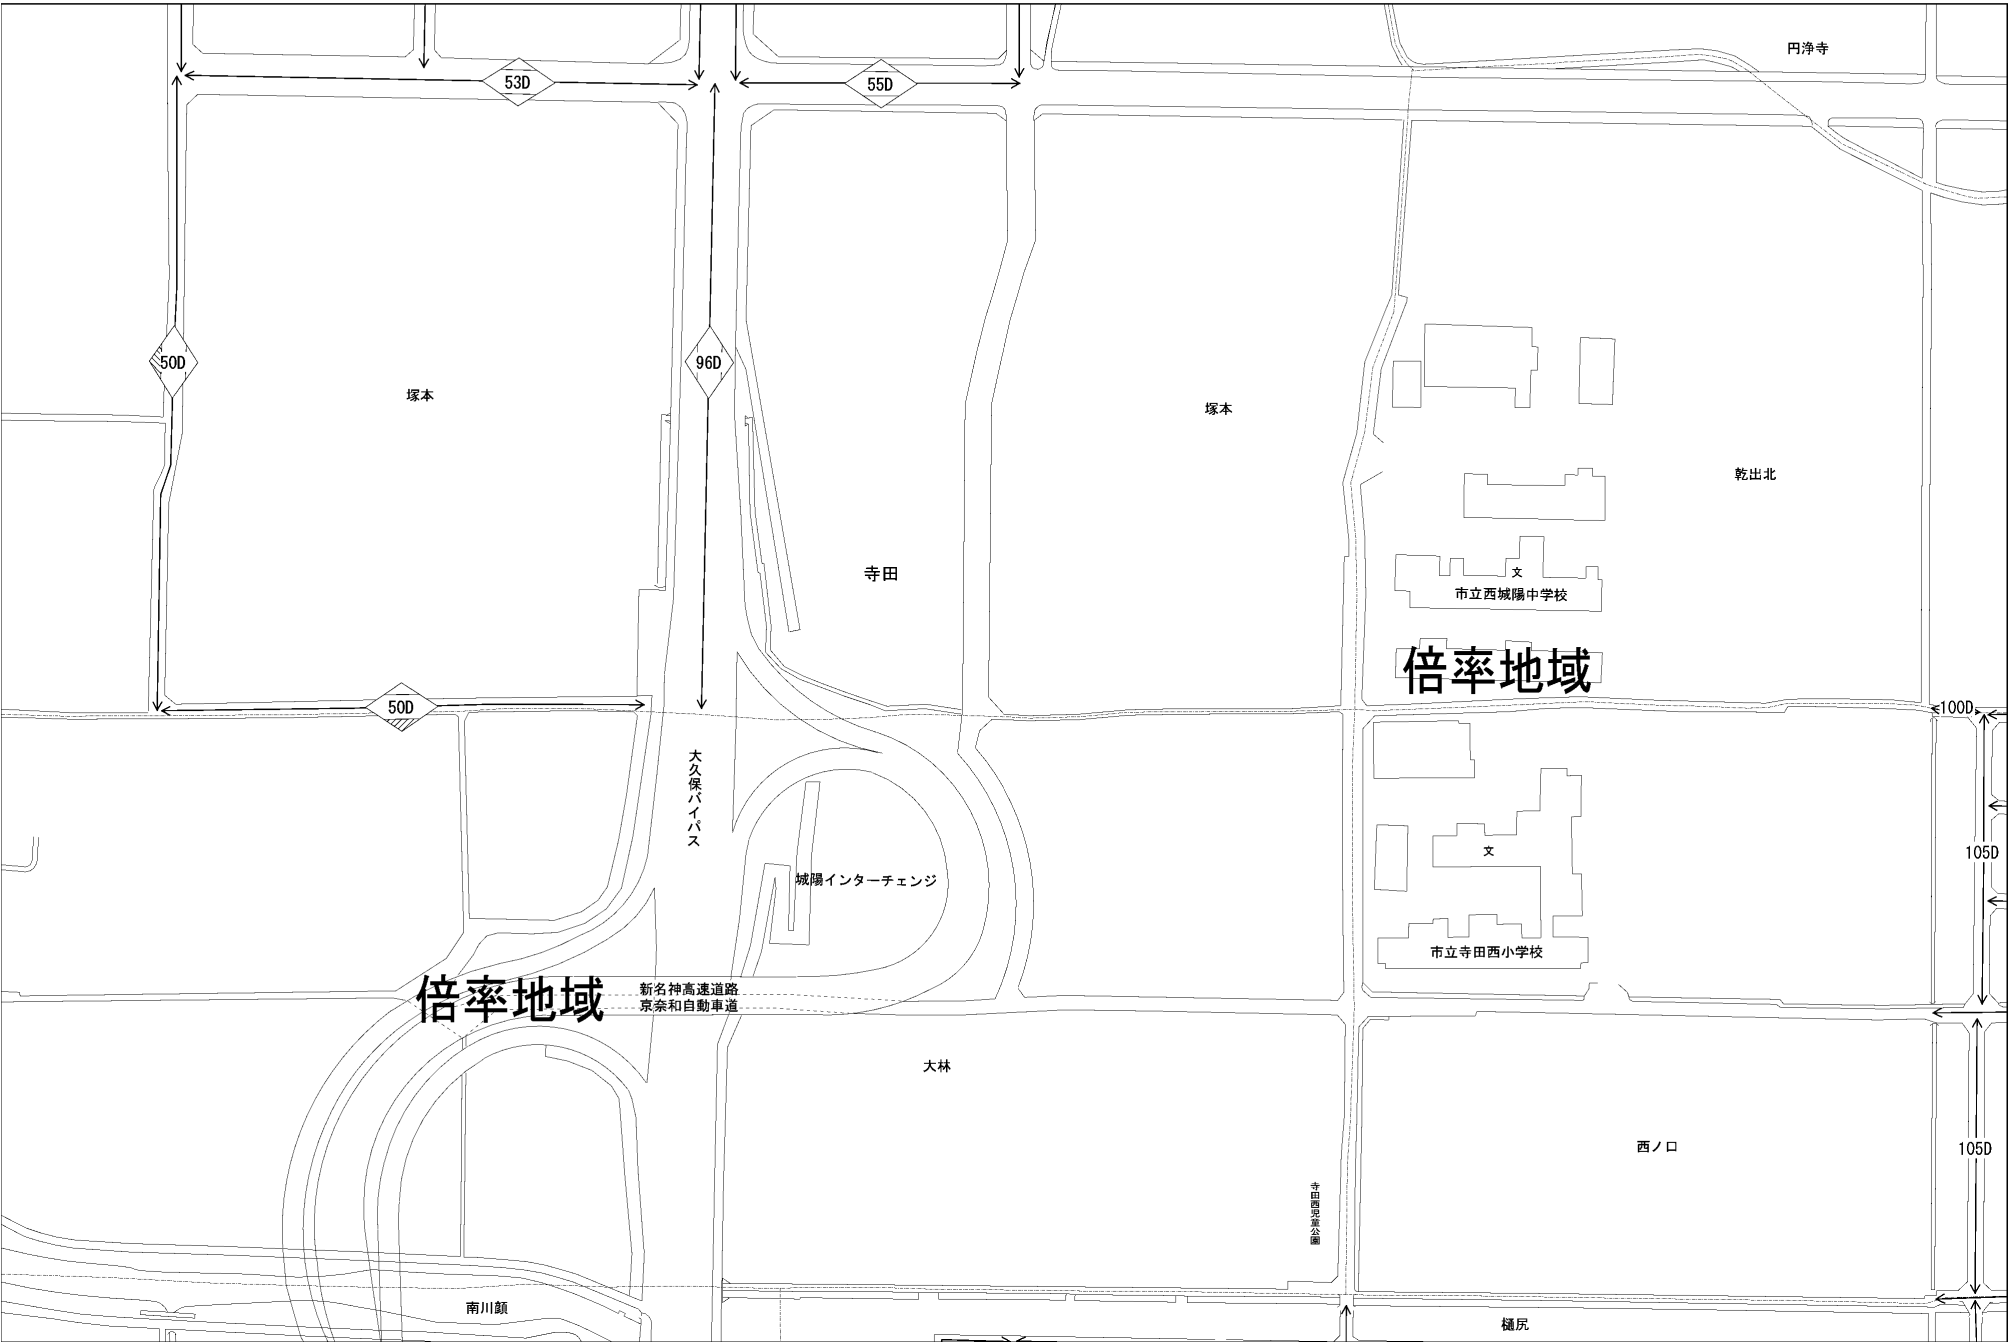 円浄寺
53D
55D
50D
96D
塚本
塚本
乾出北
寺田
文
市立西城陽中学校
倍率地域
50D
100D
大久保バイパス
105D
文
城陽インターチェンジ
市立寺田西小学校
倍率地域
新名神高速道路
京奈和自動車道
大林
西ノ口
105D
寺田西児童公園
南川顔
樋尻